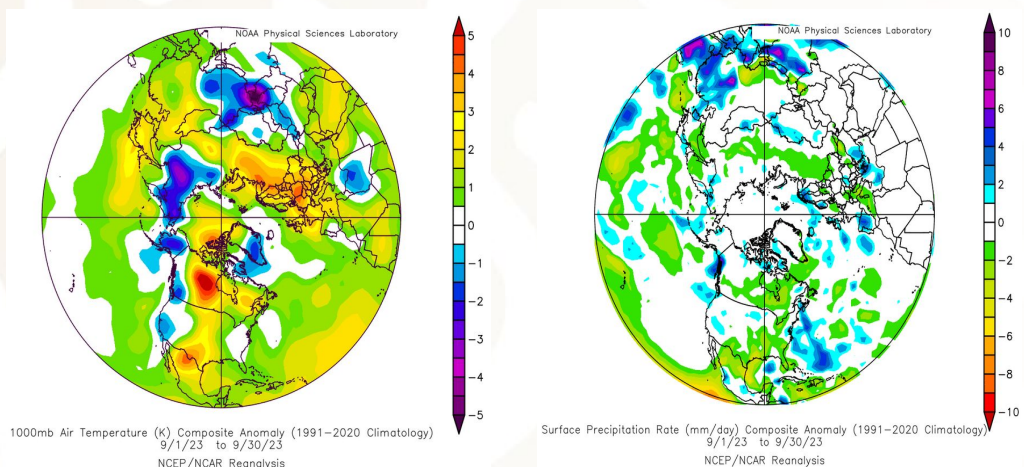 NOAA Physical Sciences Laboratory
5
4
3
2
1
0
-1
-2
-3
-4
-5
1000mb Air Temperature (K) Composite Anomaly (1991-2020 Climatology)
9/1/23 to 9/30/23
NCEP/NCAR Reanalysis
NOAA Physical Sciences Laboratory
10
8
6
4
2
0
-2
-4
-6
-8
-10
Surface Precipitation Rate (mm/day) Composite Anomaly (1991-2020 Climatology)
9/1/23 to 9/30/23
NCEP/NCAR Reanalysis